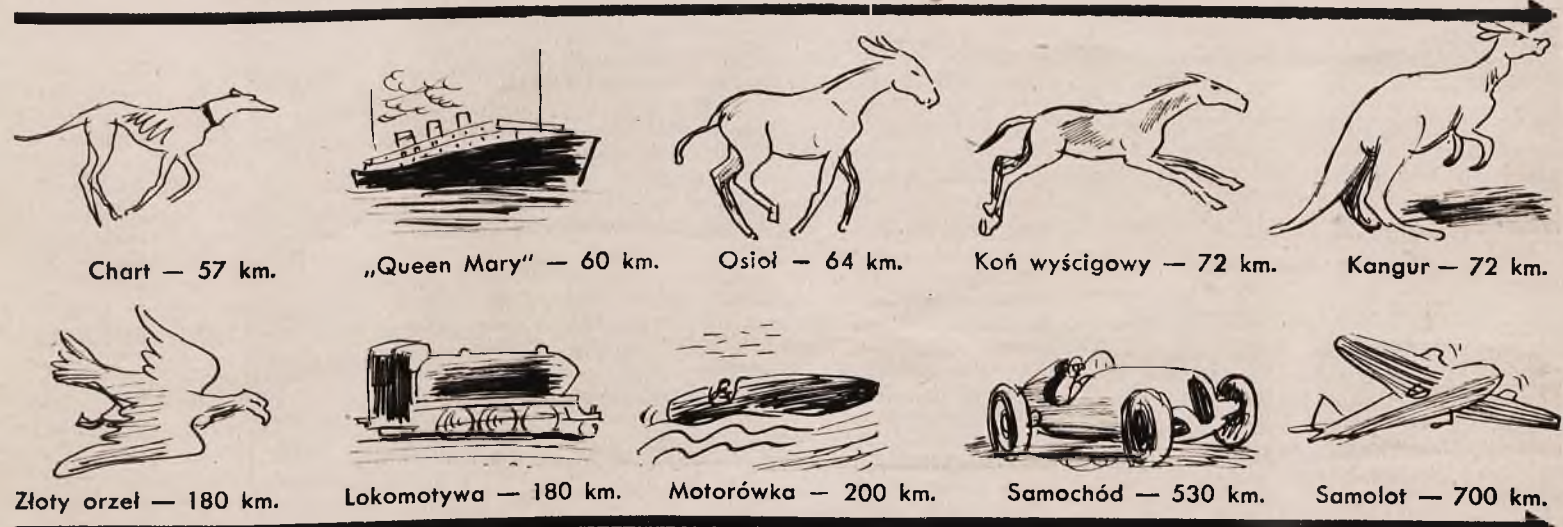 Chart — 57 km.
„Queen Mary" — 60 km.
Osioł — 64 km.
Koń wyścigowy — 72 km.
Kangur — 72 km.
Złoty orzeł — 180 km.
Lokomotywa — 180 km.
Motorówka — 200 km.
Samochód — 530 km.
Samolot — 700 km.